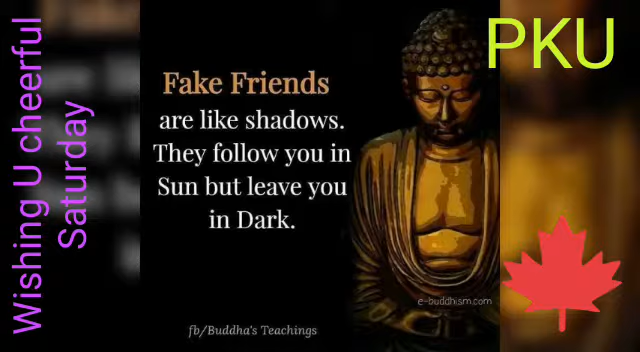 Wishing U cheerful
Saturday
PKU
Fake Friends
are like shadows.
They follow you in
Sun but leave you
in Dark.
e-buddhism.com
fb/Buddha's Teachings